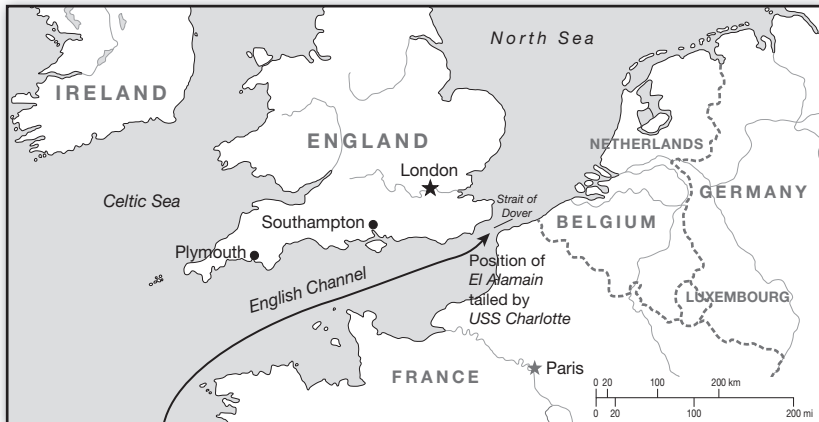 North Sea
IRELAND
ENGLAND
NETHERLANDS
London
GERMANY
Celtic Sea
Strait of
Dover
Southampton
BELGIUM
Plymouth
Position of
El Alamain
tailed by
USS Charlotte
English Channel
LUXEMBOURG
Paris
FRANCE
0 20 100 200 km
0 20 100 200 mi